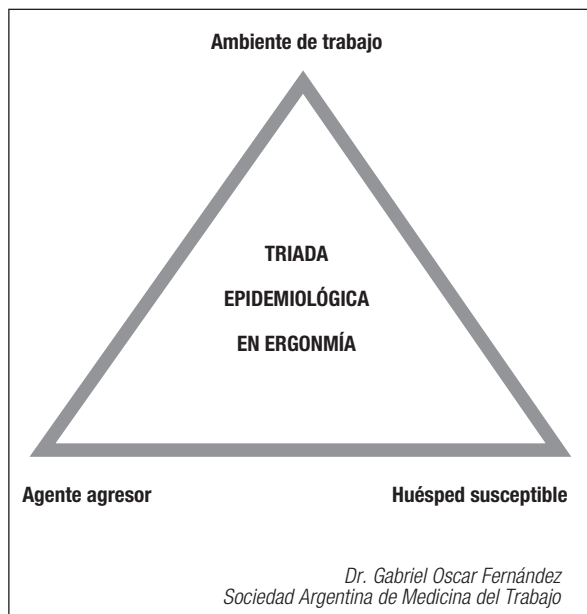 Ambiente de trabajo
TRIADA
EPIDEMIOLÓGICA
EN ERGONMÍA
Agente agresor
Huésped susceptible
Dr. Gabriel Oscar Fernández
Sociedad Argentina de Medicina del Trabajo